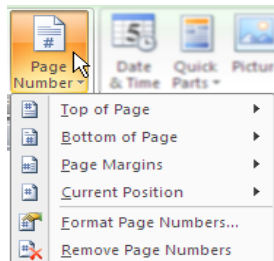 #
5
Page Number
Date & Time
Quick Parts
Pictur
Top of Page
Bottom of Page
Page Margins
Current Position
Format Page Numbers...
Remove Page Numbers